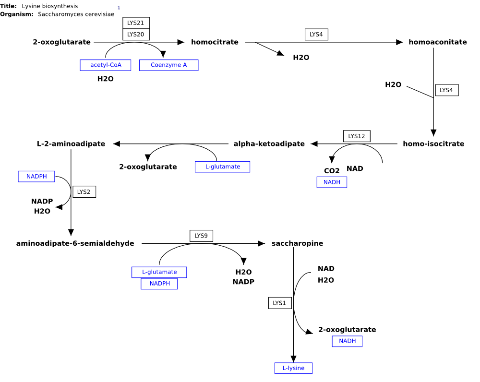 Title: Lysine biosynthesis
Organism: Saccharomyces cerevisiae
LYS21
LYS20
2-oxoglutarate
homocitrate
LYS4
homoaconitate
acetyl-CoA
Coenzyme A
H2O
H2O
H2O
LYS4
L-2-aminoadipate
alpha-ketoadipate
LYS12
homo-isocitrate
2-oxoglutarate
L-glutamate
CO2
NAD
NADH
NADPH
LYS2
NADP
H2O
aminoadipate-6-semialdehyde
LYS9
saccharopine
L-glutamate
NADPH
H2O
NADP
NAD
H2O
LYS1
2-oxoglutarate
NADH
L-lysine